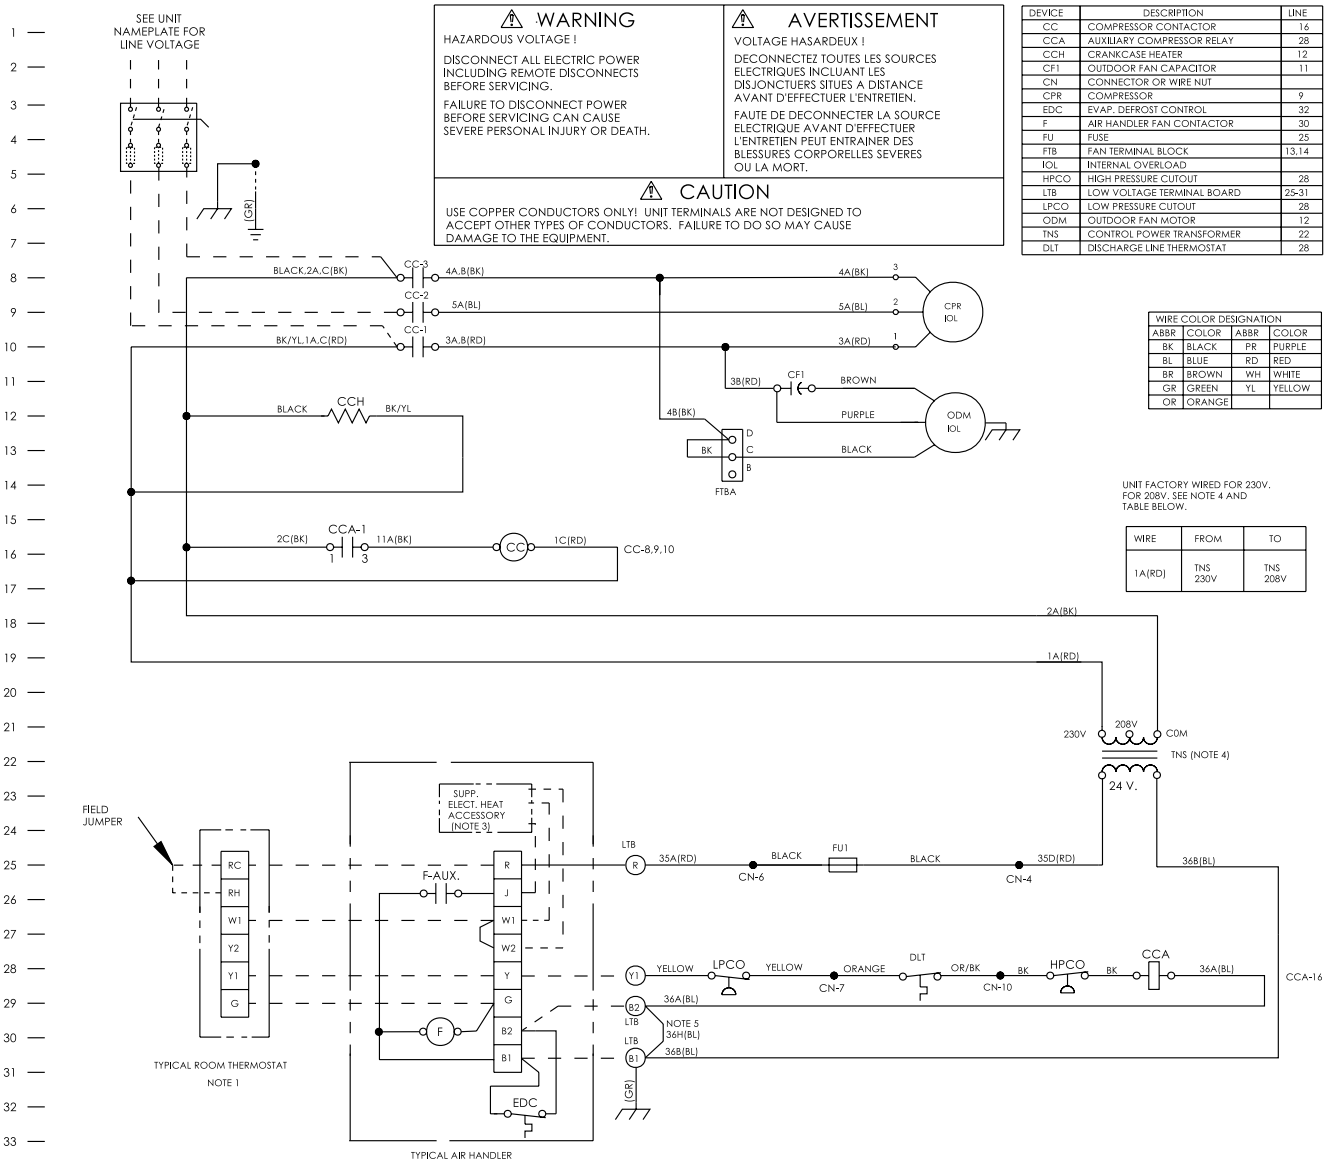 SEE UNIT
NAMEPLATE FOR
LINE VOLTAGE
WARNING
HAZARDOUS VOLTAGE !
DISCONNECT ALL ELECTRIC POWER
INCLUDING REMOTE DISCONNECTS
BEFORE SERVICING.
FAILURE TO DISCONNECT POWER
BEFORE SERVICING CAN CAUSE
SEVERE PERSONAL INJURY OR DEATH.
AVERTISSEMENT
VOLTAGE HASARDEUX !
DECONNECTEZ TOUTES LES SOURCES
ELECTRIQUES INCLUANT LES
DISJONCTEURS SITUES A DISTANCE
AVANT D'EFFECTUER L'ENTRETIEN.
FAUTE DE DECONNECTER LA SOURCE
ELECTRIQUE AVANT D'EFFECTUER
L'ENTRETIEN PEUT ENTRAINER DES
BLESSURES CORPORELLES SEVERES
OU LA MORT.
CAUTION
USE COPPER CONDUCTORS ONLY! UNIT TERMINALS ARE NOT DESIGNED TO
ACCEPT OTHER TYPES OF CONDUCTORS. FAILURE TO DO SO MAY CAUSE
DAMAGE TO THE EQUIPMENT.
DEVICE DESCRIPTION LINE
CC COMPRESSOR CONTACTOR 16
CCA AUXILIARY COMPRESSOR RELAY 28
CCH CRANKCASE HEATER 12
CF1 OUTDOOR FAN CAPACITOR 11
CN CONNECTOR OR WIRE NUT
CPR COMPRESSOR 9
EDC EVAP. DEFROST CONTROL 32
F AIR HANDLER FAN CONTACTOR 30
FU FUSE 25
FTB FAN TERMINAL BLOCK 13,14
IOL INTERNAL OVERLOAD
HPCO HIGH PRESSURE CUTOUT 28
LTB LOW VOLTAGE TERMINAL BOARD 25-31
LPCO LOW PRESSURE CUTOUT 28
ODM OUTDOOR FAN MOTOR 12
TNS CONTROL POWER TRANSFORMER 22
DLT DISCHARGE LINE THERMOSTAT 28
WIRE COLOR DESIGNATION
ABBR COLOR ABBR COLOR
BK BLACK PR PURPLE
BL BLUE RD RED
BR BROWN WH WHITE
GR GREEN YL YELLOW
OR ORANGE
UNIT FACTORY WIRED FOR 230V.
FOR 208V. SEE NOTE 4 AND
TABLE BELOW.
WIRE FROM TO
1A(RD) TNS 230V TNS 208V
1
2
3
4
5
6
7
8
9
10
11
12
13
14
15
16
17
18
19
20
21
22
23
24
25
26
27
28
29
30
31
32
33
(GR)
BLACK,2A,C(BK) CC-3 4A,B(BK) 4A(BK) 3
CC-2 5A(BL) 5A(BL) 2
CPR
IOL
BK/YL,1A,C(RD) CC-1 3A,B(RD) 3A(RD) 1
3B(RD) CF1 BROWN
BLACK CCH BK/YL
4B(BK) PURPLE
ODM
IOL
D
BK C BLACK
B
FTBA
2C(BK) CCA-1 11A(BK) CC 1C(RD) CC-8,9,10
1 3
2A(BK)
1A(RD)
230V 208V COM
TNS (NOTE 4)
24 V.
FIELD
JUMPER
SUPP.
ELECT. HEAT
ACCESSORY
(NOTE 3)
RC
RH
W1
Y2
Y1
G
TYPICAL ROOM THERMOSTAT
NOTE 1
F-AUX.
F
R
J
W1
W2
Y
G
B2
B1
EDC
TYPICAL AIR HANDLER
LTB
R 35A(RD) CN-6 BLACK FU1 BLACK CN-4 35D(RD)
36B(BL)
Y1 YELLOW LPCO YELLOW CN-7 ORANGE DLT OR/BK CN-10 BK HPCO BK CCA 36A(BL) CCA-16
B2 36A(BL)
LTB NOTE 5
36H(BL)
LTB
B1 36B(BL)
(GR)